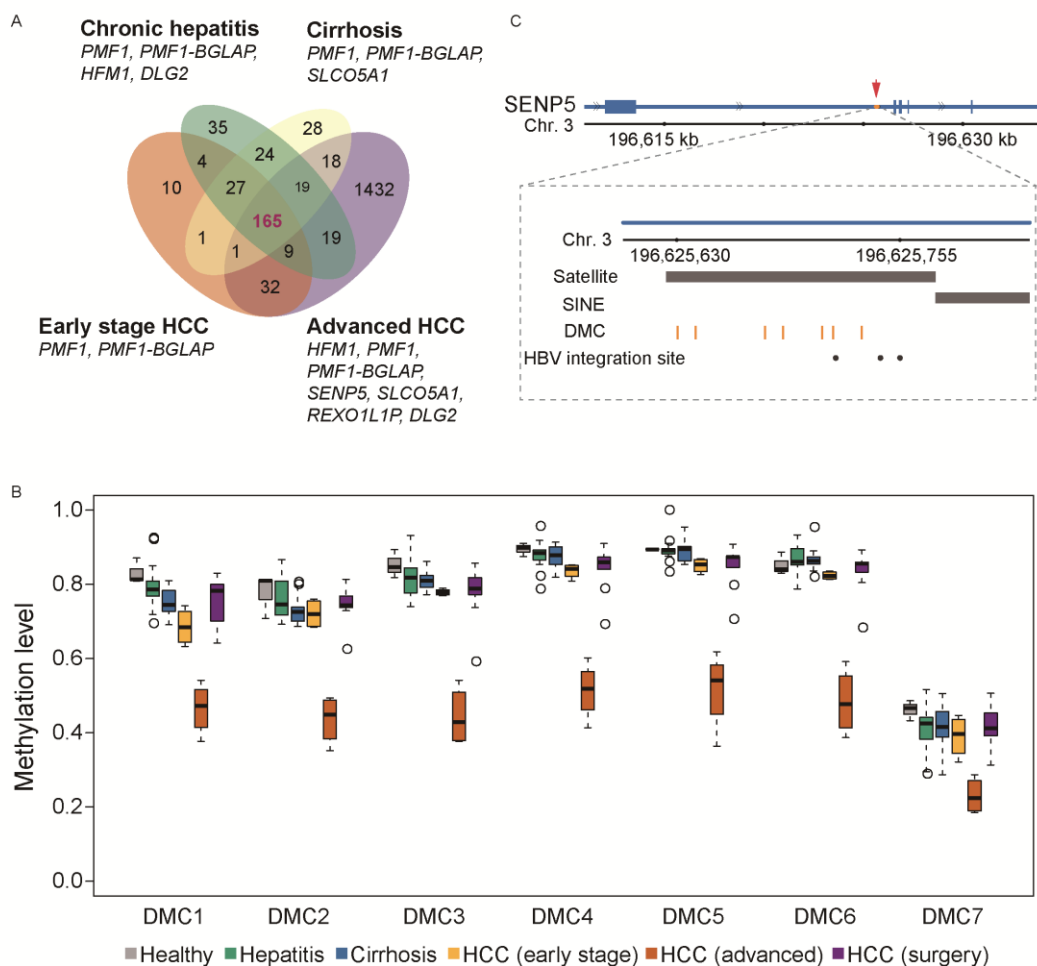 A
Chronic hepatitis
PMF1, PMF1-BGLAP,
HFM1, DLG2
Cirrhosis
PMF1, PMF1-BGLAP,
SLCO5A1
35
28
4
24
18
10
27
19
1432
165
1
1
9
19
32
Early stage HCC
PMF1, PMF1-BGLAP
Advanced HCC
HFM1, PMF1,
PMF1-BGLAP,
SENP5, SLCO5A1,
REXO1L1P, DLG2
C
SENP5
Chr. 3
196,615 kb
196,630 kb
Chr. 3
196,625,630
196,625,755
Satellite
SINE
DMC
HBV integration site
B
Methylation level
1.0
0.8
0.6
0.4
0.2
0.0
DMC1
DMC2
DMC3
DMC4
DMC5
DMC6
DMC7
Healthy
Hepatitis
Cirrhosis
HCC (early stage)
HCC (advanced)
HCC (surgery)